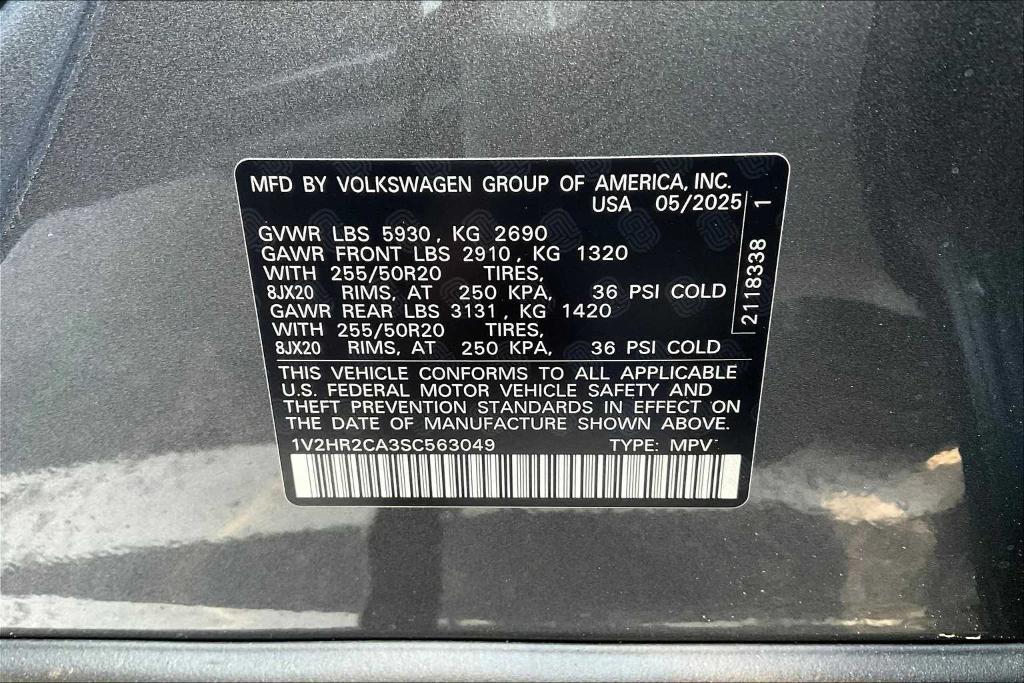 MFD BY VOLKSWAGEN GROUP OF AMERICA, INC.
USA 05/2025
GVWR LBS 5930, KG 2690
GAWR FRONT LBS 2910, KG 1320
WITH 255/50R20 TIRES,
8JX20 RIMS, AT 250 KPA, 36 PSI COLD
GAWR REAR LBS 3131, KG 1420
WITH 255/50R20 TIRES,
8JX20 RIMS, AT 250 KPA, 36 PSI COLD
2118338 1
THIS VEHICLE CONFORMS TO ALL APPLICABLE
U.S. FEDERAL MOTOR VEHICLE SAFETY AND
THEFT PREVENTION STANDARDS IN EFFECT ON
THE DATE OF MANUFACTURE SHOWN ABOVE.
1V2HR2CA3SC563049 TYPE: MPV